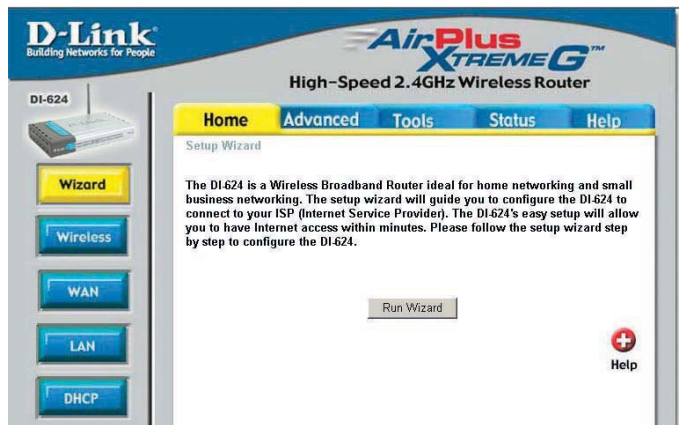 D-Link
Building Networks for People
AirPlus
XTREME G™
High-Speed 2.4GHz Wireless Router
DI-624
Home Advanced Tools Status Help
Setup Wizard
The DI-624 is a Wireless Broadband Router ideal for home networking and small
business networking. The setup wizard will guide you to configure the DI-624 to
connect to your ISP (Internet Service Provider). The DI-624's easy setup will allow
you to have Internet access within minutes. Please follow the setup wizard step
by step to configure the DI-624.
Run Wizard
Help
Wizard
Wireless
WAN
LAN
DHCP